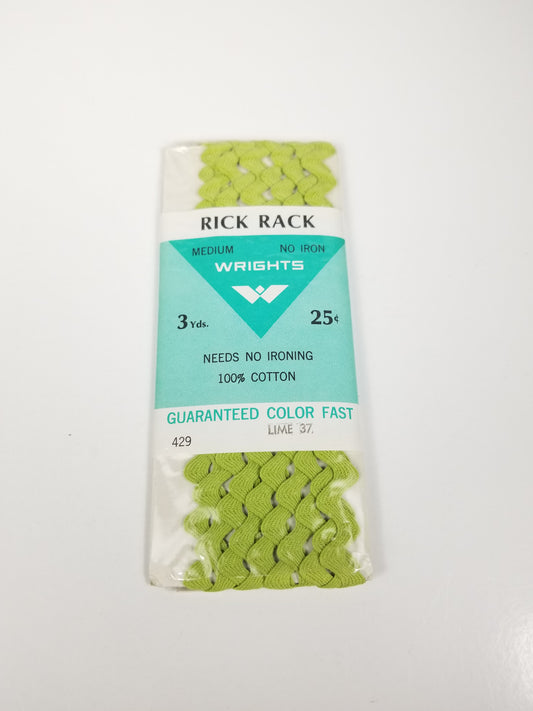 RICK RACK
MEDIUM NO IRON
WRIGHTS
3 Yds. 25¢
NEEDS NO IRONING
100% COTTON
GUARANTEED COLOR FAST
429 LIME 37.